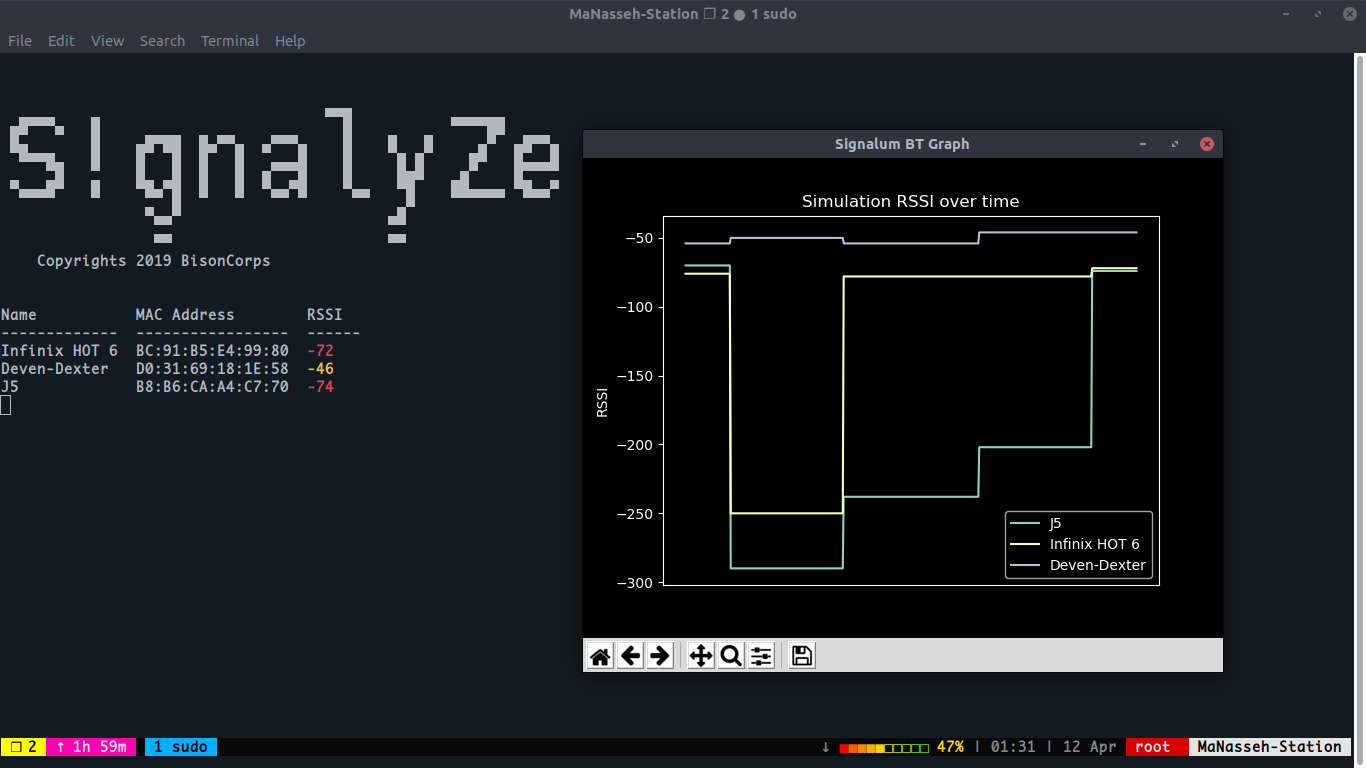 MaNasseh-Station ❐ 2 ● 1 sudo
File Edit View Search Terminal Help
S!gnalyZe
Copyrights 2019 BisonCorps
Name MAC Address RSSI
------------- ----------------- ------
Infinix HOT 6 BC:91:B5:E4:99:80 -72
Deven-Dexter D0:31:69:18:1E:58 -46
J5 B8:B6:CA:A4:C7:70 -74
Signalum BT Graph
Simulation RSSI over time
−50
−100
−150
−200
−250
−300
RSSI
J5
Infinix HOT 6
Deven-Dexter
❐ 2 ↑ 1h 59m 1 sudo ↓ 47% | 01:31 | 12 Apr root MaNasseh-Station